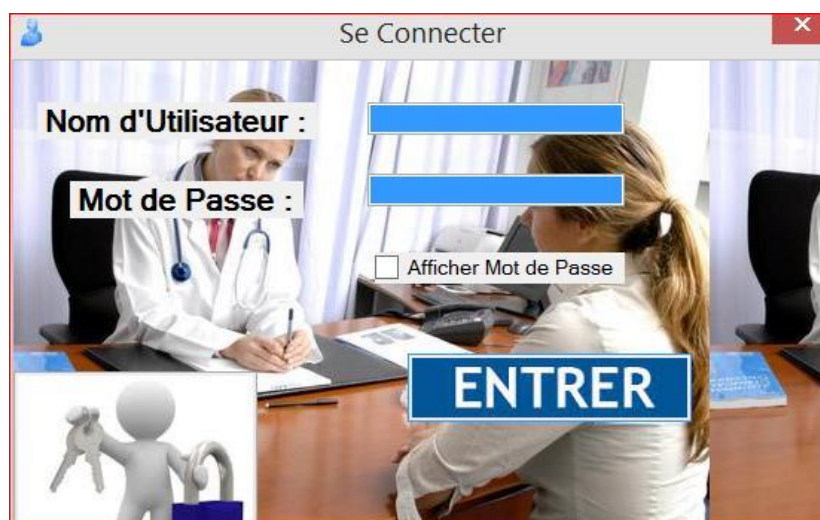 Se Connecter
Nom d'Utilisateur :
Mot de Passe :
Afficher Mot de Passe
ENTRER